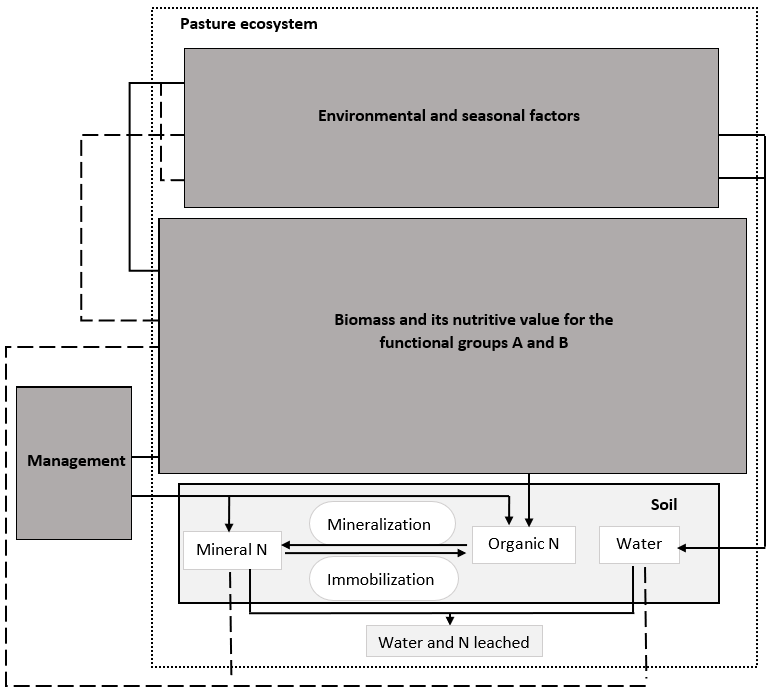 Pasture ecosystem
Environmental and seasonal factors
Biomass and its nutritive value for the
functional groups A and B
Management
Soil
Mineralization
Mineral N
Organic N
Water
Immobilization
Water and N leached